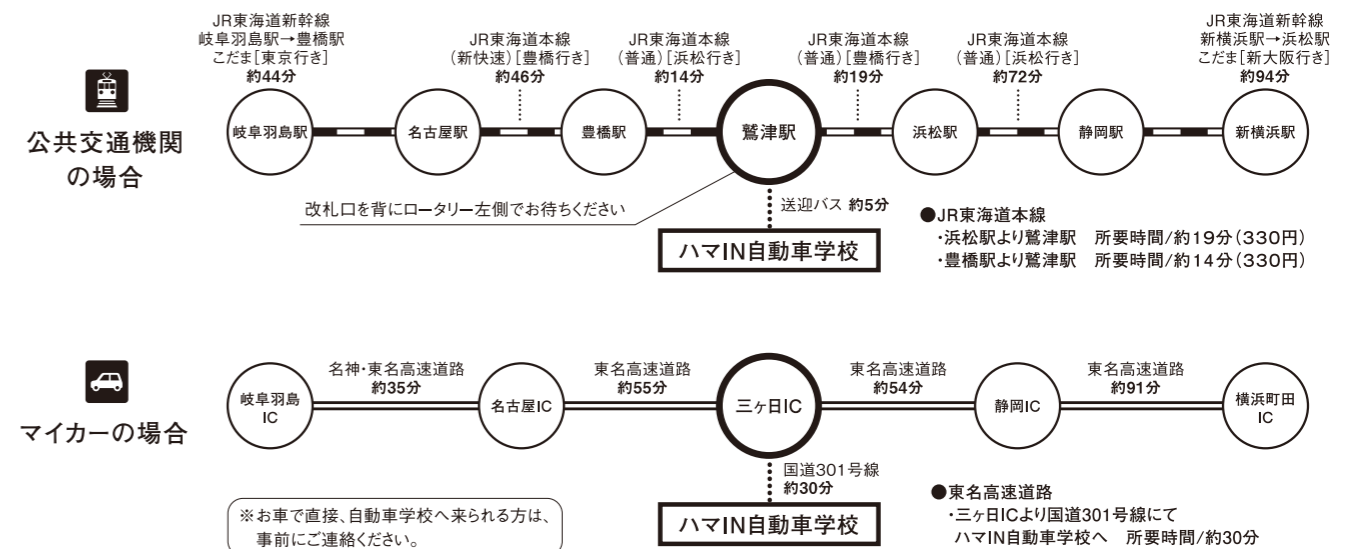 公共交通機関
の場合
JR東海道新幹線
岐阜羽島駅→豊橋駅
こだま[東京行き]
約44分
JR東海道本線
(新快速)[豊橋行き]
約46分
JR東海道本線
(普通)[浜松行き]
約14分
JR東海道本線
(普通)[豊橋行き]
約19分
JR東海道本線
(普通)[浜松行き]
約72分
JR東海道新幹線
新横浜駅→浜松駅
こだま[新大阪行き]
約94分
岐阜羽島駅
名古屋駅
豊橋駅
鷲津駅
浜松駅
静岡駅
新横浜駅
改札口を背にロータリー左側でお待ちください
送迎バス 約5分
ハマIN自動車学校
●JR東海道本線
・浜松駅より鷲津駅 所要時間/約19分(330円)
・豊橋駅より鷲津駅 所要時間/約14分(330円)
マイカーの場合
岐阜羽島
IC
名神・東名高速道路
約35分
名古屋IC
東名高速道路
約55分
三ヶ日IC
東名高速道路
約54分
静岡IC
東名高速道路
約91分
横浜町田
IC
国道301号線
約30分
ハマIN自動車学校
※お車で直接、自動車学校へ来られる方は、
事前にご連絡ください。
●東名高速道路
・三ヶ日ICより国道301号線にて
ハマIN自動車学校へ 所要時間/約30分